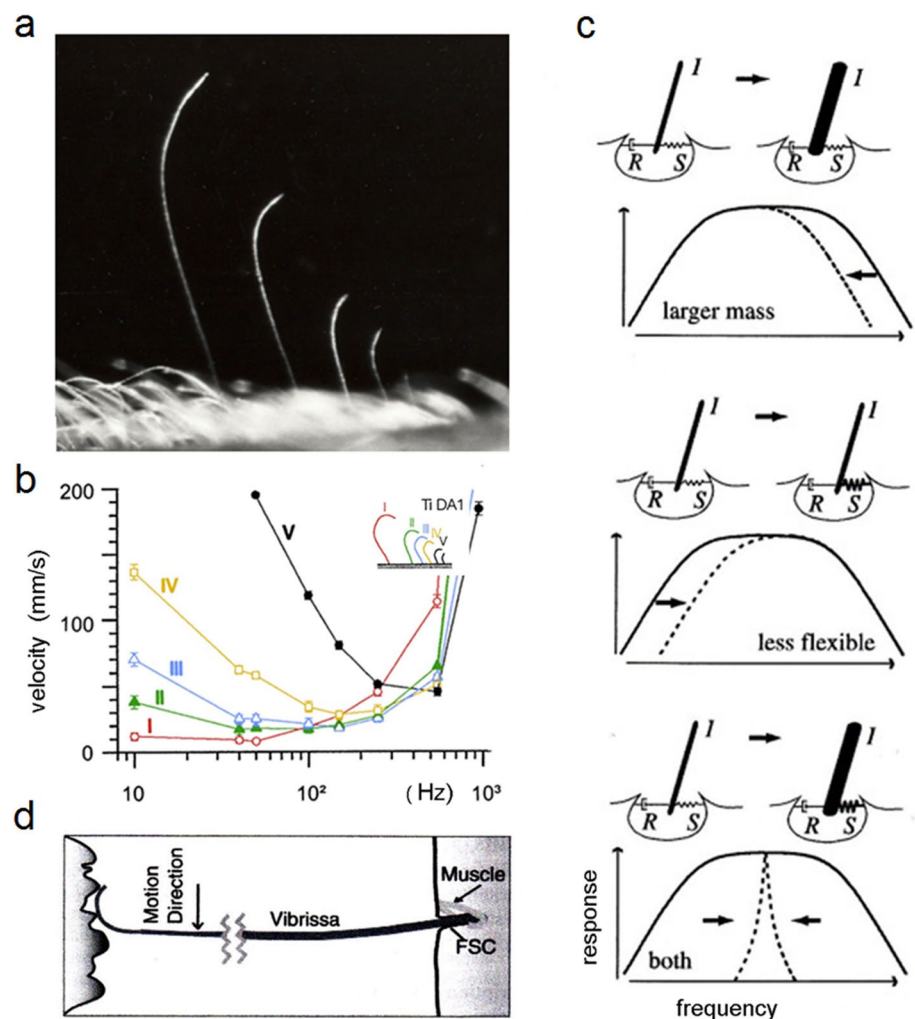 a
b
velocity (mm/s)
200
100
0
10
10²
(Hz)
10³
I
II
III
IV
V
Ti DA1
I
II
III
IV
V
c
I
I
R
S
R
S
larger mass
I
I
R
S
R
S
less flexible
I
I
R
S
R
S
response
both
frequency
d
Motion
Direction
Vibrissa
Muscle
FSC